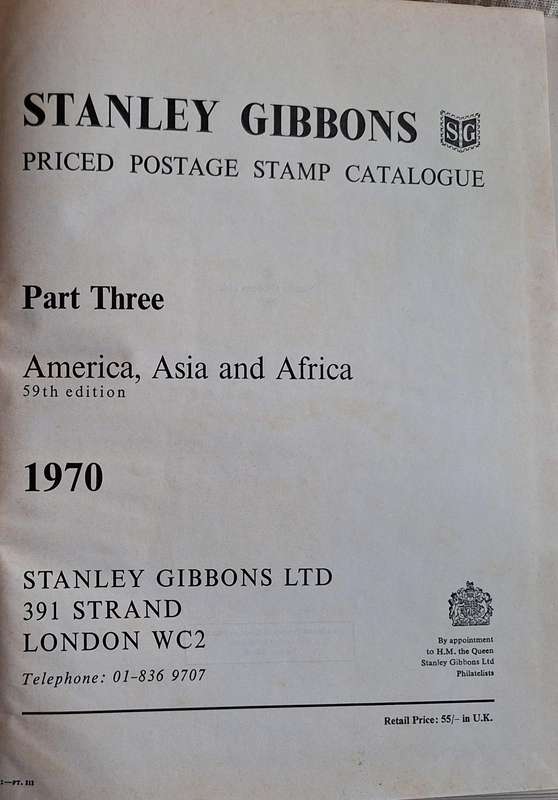 STANLEY GIBBONS SG
PRICED POSTAGE STAMP CATALOGUE
Part Three
America, Asia and Africa
59th edition
1970
STANLEY GIBBONS LTD
391 STRAND
LONDON WC2
Telephone: 01-836 9707
By appointment
to H.M. the Queen
Stanley Gibbons Ltd
Philatelists
Retail Price: 55/- in U.K.
—PT. III